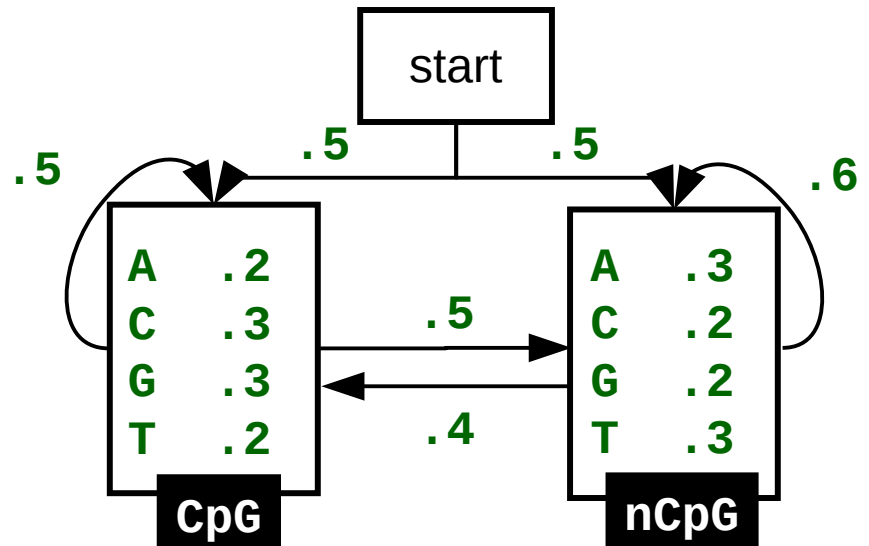 start
.5 .5
.5 .6
A .2
C .3
G .3
T .2
CpG
.5
.4
A .3
C .2
G .2
T .3
nCpG